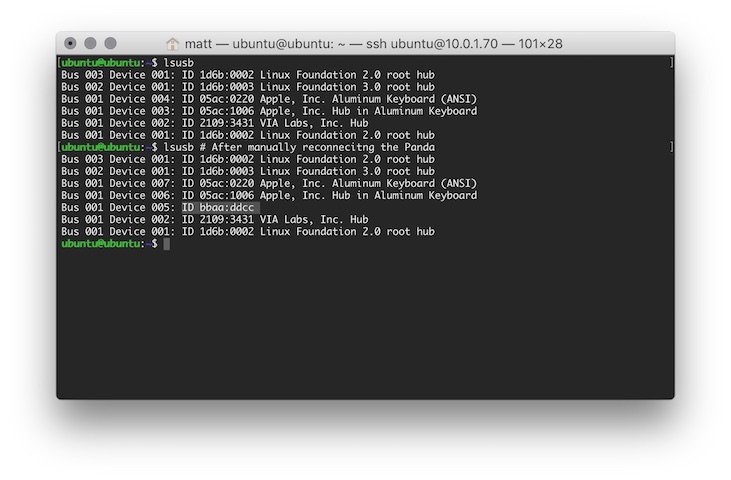 matt — ubuntu@ubuntu: ~ — ssh ubuntu@10.0.1.70 — 101×28
[ubuntu@ubuntu:~$ lsusb ]
Bus 003 Device 001: ID 1d6b:0002 Linux Foundation 2.0 root hub
Bus 002 Device 001: ID 1d6b:0003 Linux Foundation 3.0 root hub
Bus 001 Device 004: ID 05ac:0220 Apple, Inc. Aluminum Keyboard (ANSI)
Bus 001 Device 003: ID 05ac:1006 Apple, Inc. Hub in Aluminum Keyboard
Bus 001 Device 002: ID 2109:3431 VIA Labs, Inc. Hub
Bus 001 Device 001: ID 1d6b:0002 Linux Foundation 2.0 root hub
[ubuntu@ubuntu:~$ lsusb # After manually reconnecitng the Panda ]
Bus 003 Device 001: ID 1d6b:0002 Linux Foundation 2.0 root hub
Bus 002 Device 001: ID 1d6b:0003 Linux Foundation 3.0 root hub
Bus 001 Device 007: ID 05ac:0220 Apple, Inc. Aluminum Keyboard (ANSI)
Bus 001 Device 006: ID 05ac:1006 Apple, Inc. Hub in Aluminum Keyboard
Bus 001 Device 005: ID bbaa:ddcc
Bus 001 Device 002: ID 2109:3431 VIA Labs, Inc. Hub
Bus 001 Device 001: ID 1d6b:0002 Linux Foundation 2.0 root hub
ubuntu@ubuntu:~$